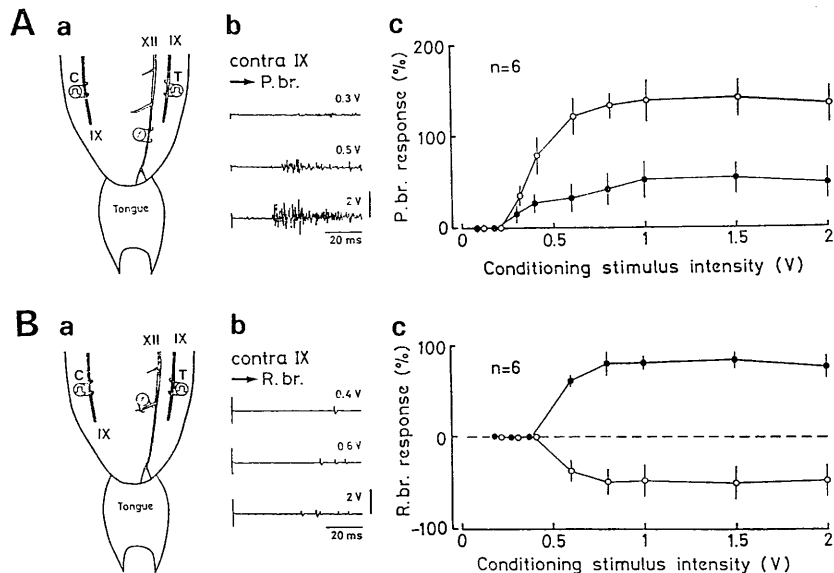 A
a
XII IX
C
T
IX
Tongue
b
contra IX
→ P. br.
0.3 V
0.5 V
2 V
20 ms
c
P. br. response (%)
200
100
0
n=6
0 0.5 1 1.5 2
Conditioning stimulus intensity (V)
B
a
XII IX
C
T
IX
Tongue
b
contra IX
→ R. br.
0.4 V
0.6 V
2 V
20 ms
c
R. br. response (%)
100
0
-100
n=6
0 0.5 1 1.5 2
Conditioning stimulus intensity (V)